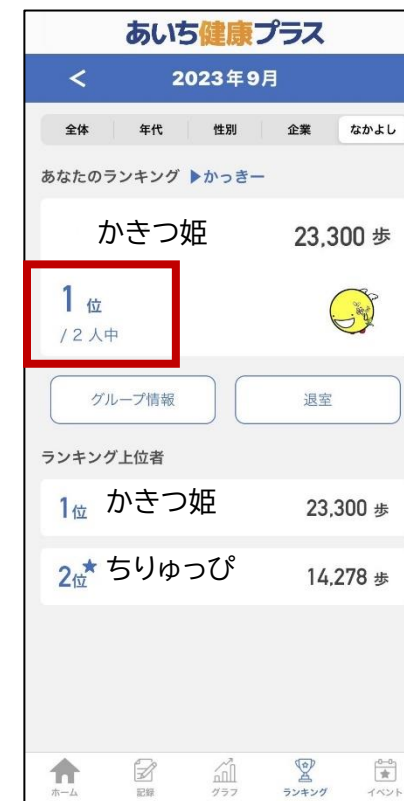 あいち健康プラス
< 2023年9月
全体 年代 性別 企業 なかよし
あなたのランキング ▶かっきー
かきつ姫 23,300 歩
1 位
/ 2 人中
グループ情報 退室
ランキング上位者
1位 かきつ姫 23,300 歩
2位★ ちりゅっぴ 14,278 歩
ホーム 記録 グラフ ランキング イベント